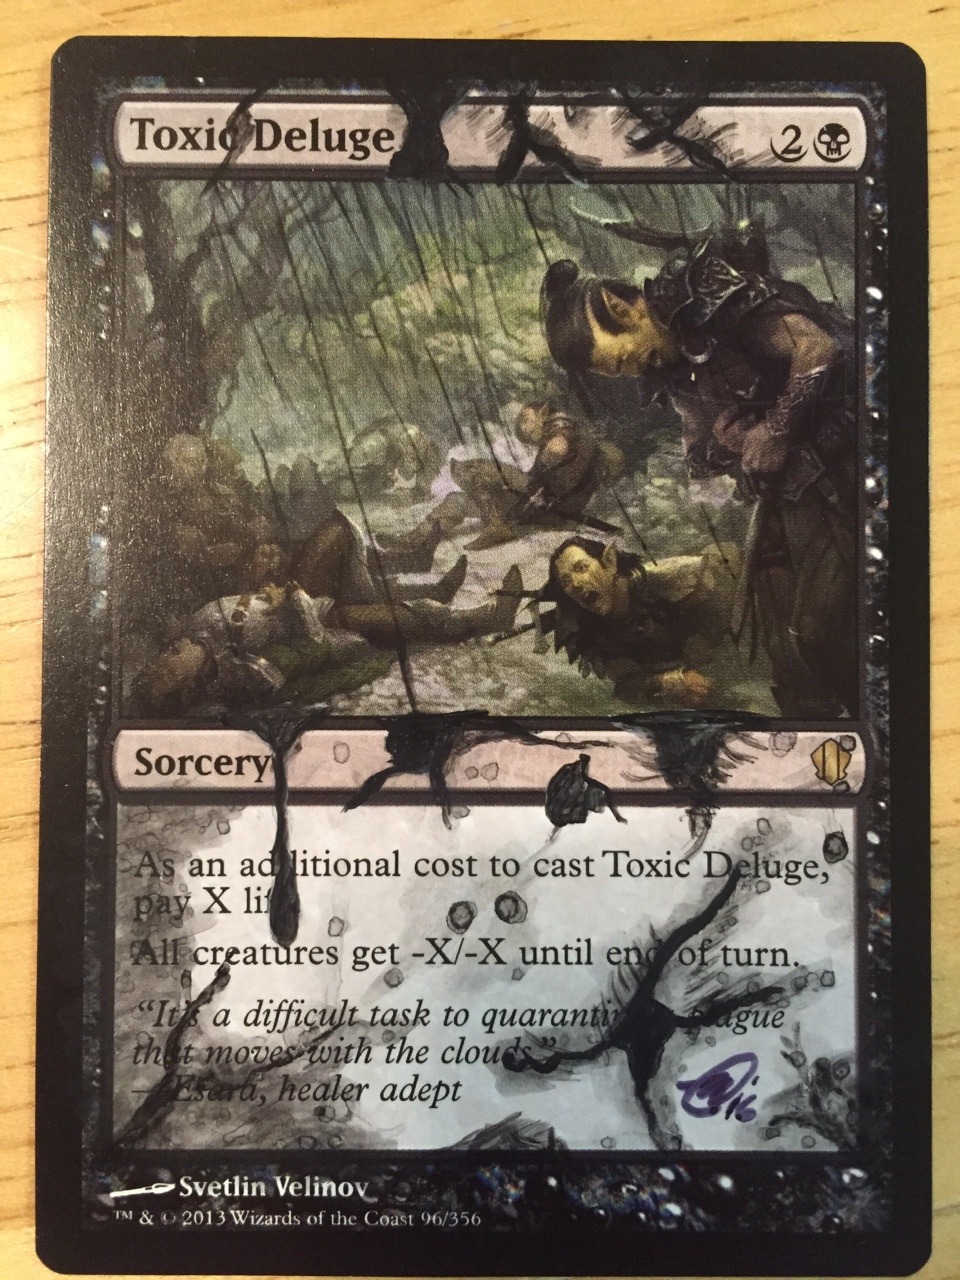 Toxic Deluge
2
Sorcery
As an additional cost to cast Toxic Deluge,
pay X life.
All creatures get -X/-X until end of turn.
"It's a difficult task to quarantine a plague
that moves with the clouds."
—Esara, healer adept
16
Svetlin Velinov
™ & © 2013 Wizards of the Coast 96/356